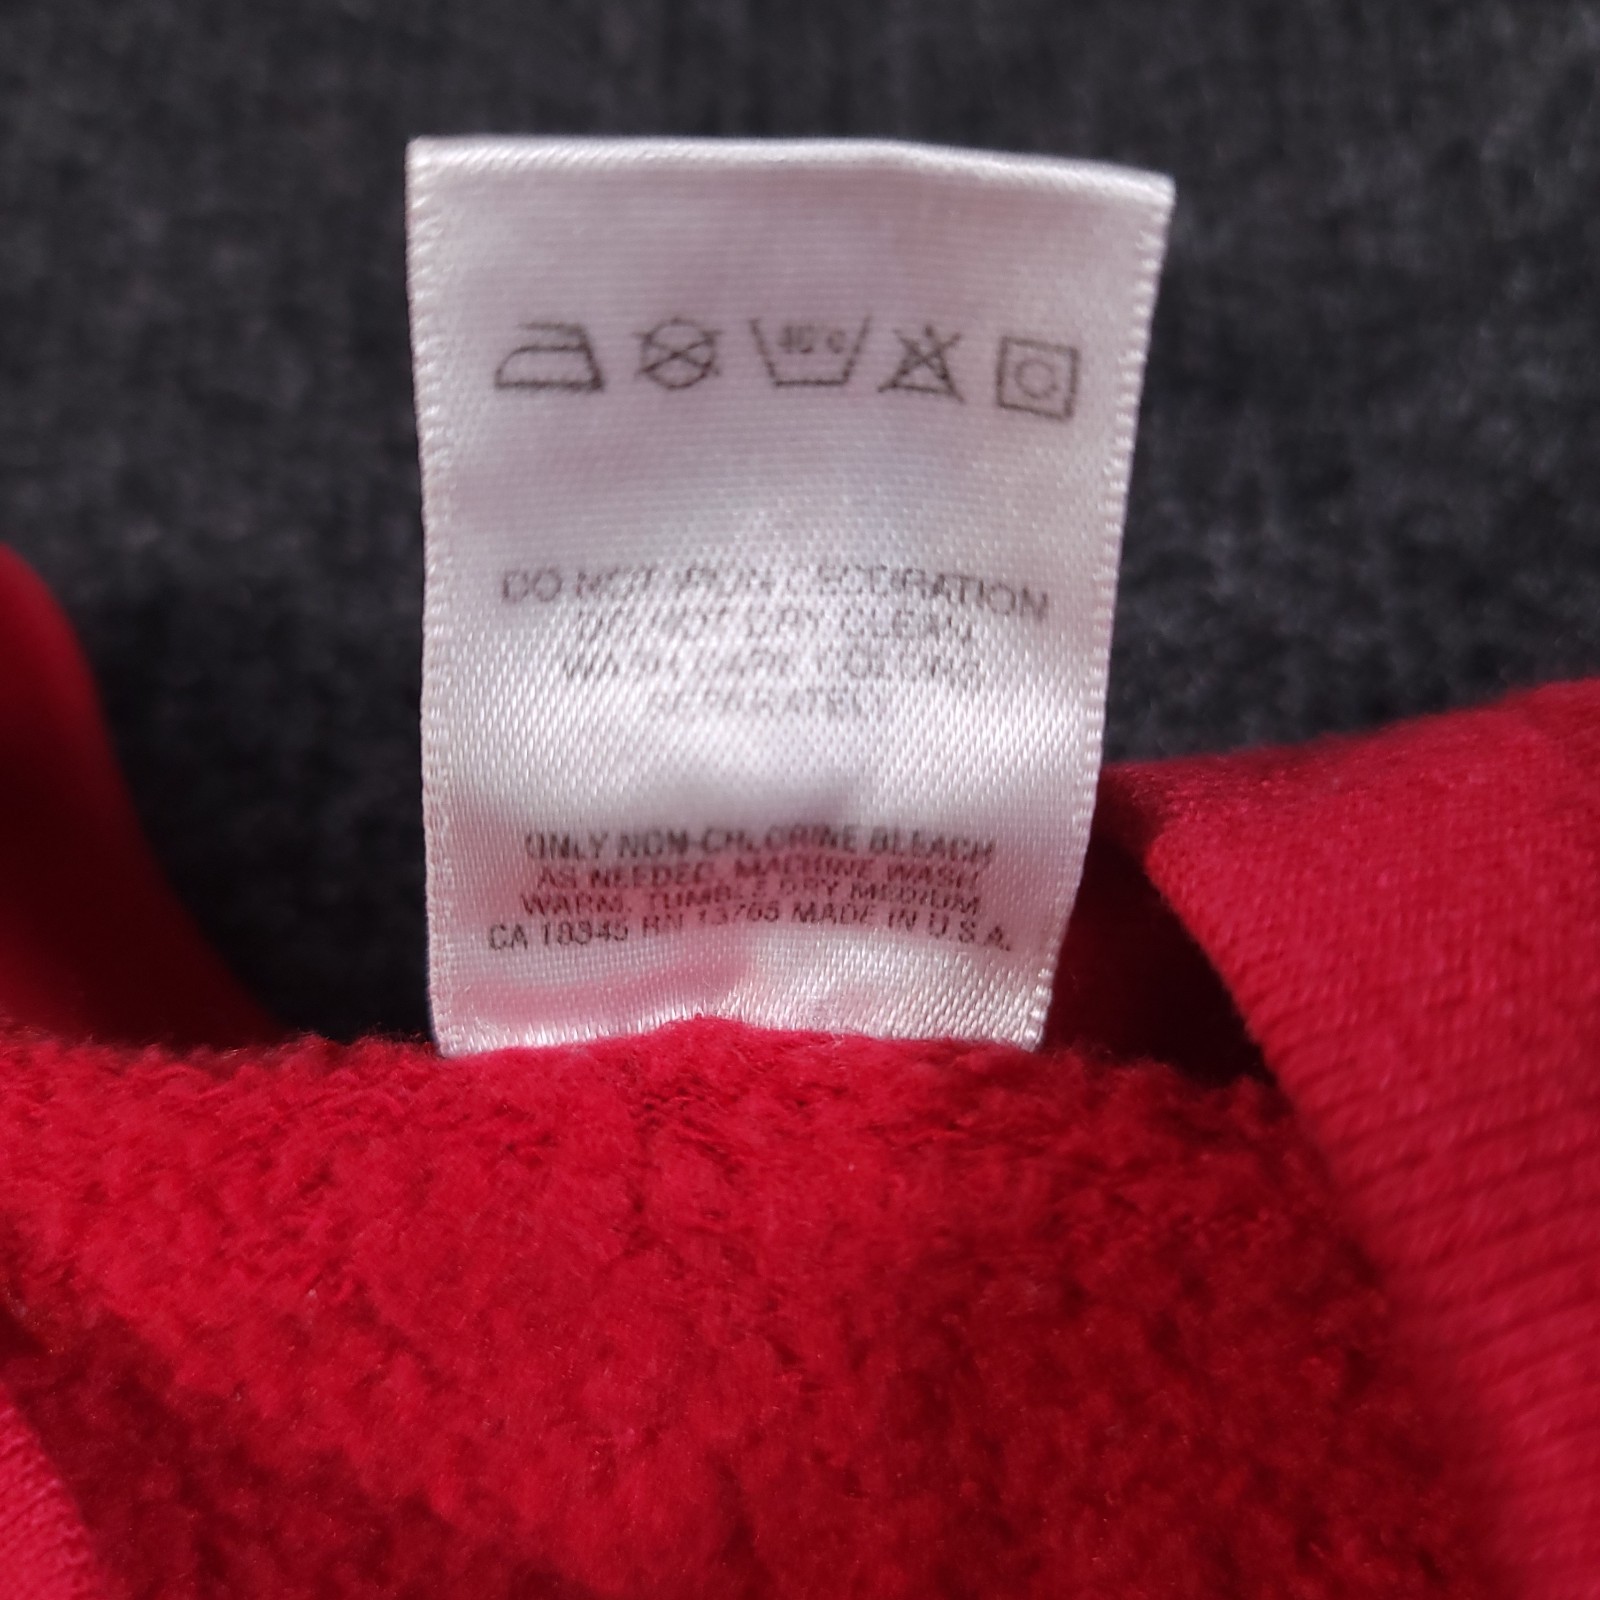 40°C
DO NOT IRON DECORATION
DO NOT DRY CLEAN
WASH DARK COLORS
SEPARATELY
ONLY NON-CHLORINE BLEACH
AS NEEDED. MACHINE WASH
WARM. TUMBLE DRY MEDIUM
CA 18345 RN 13765 MADE IN U.S.A.